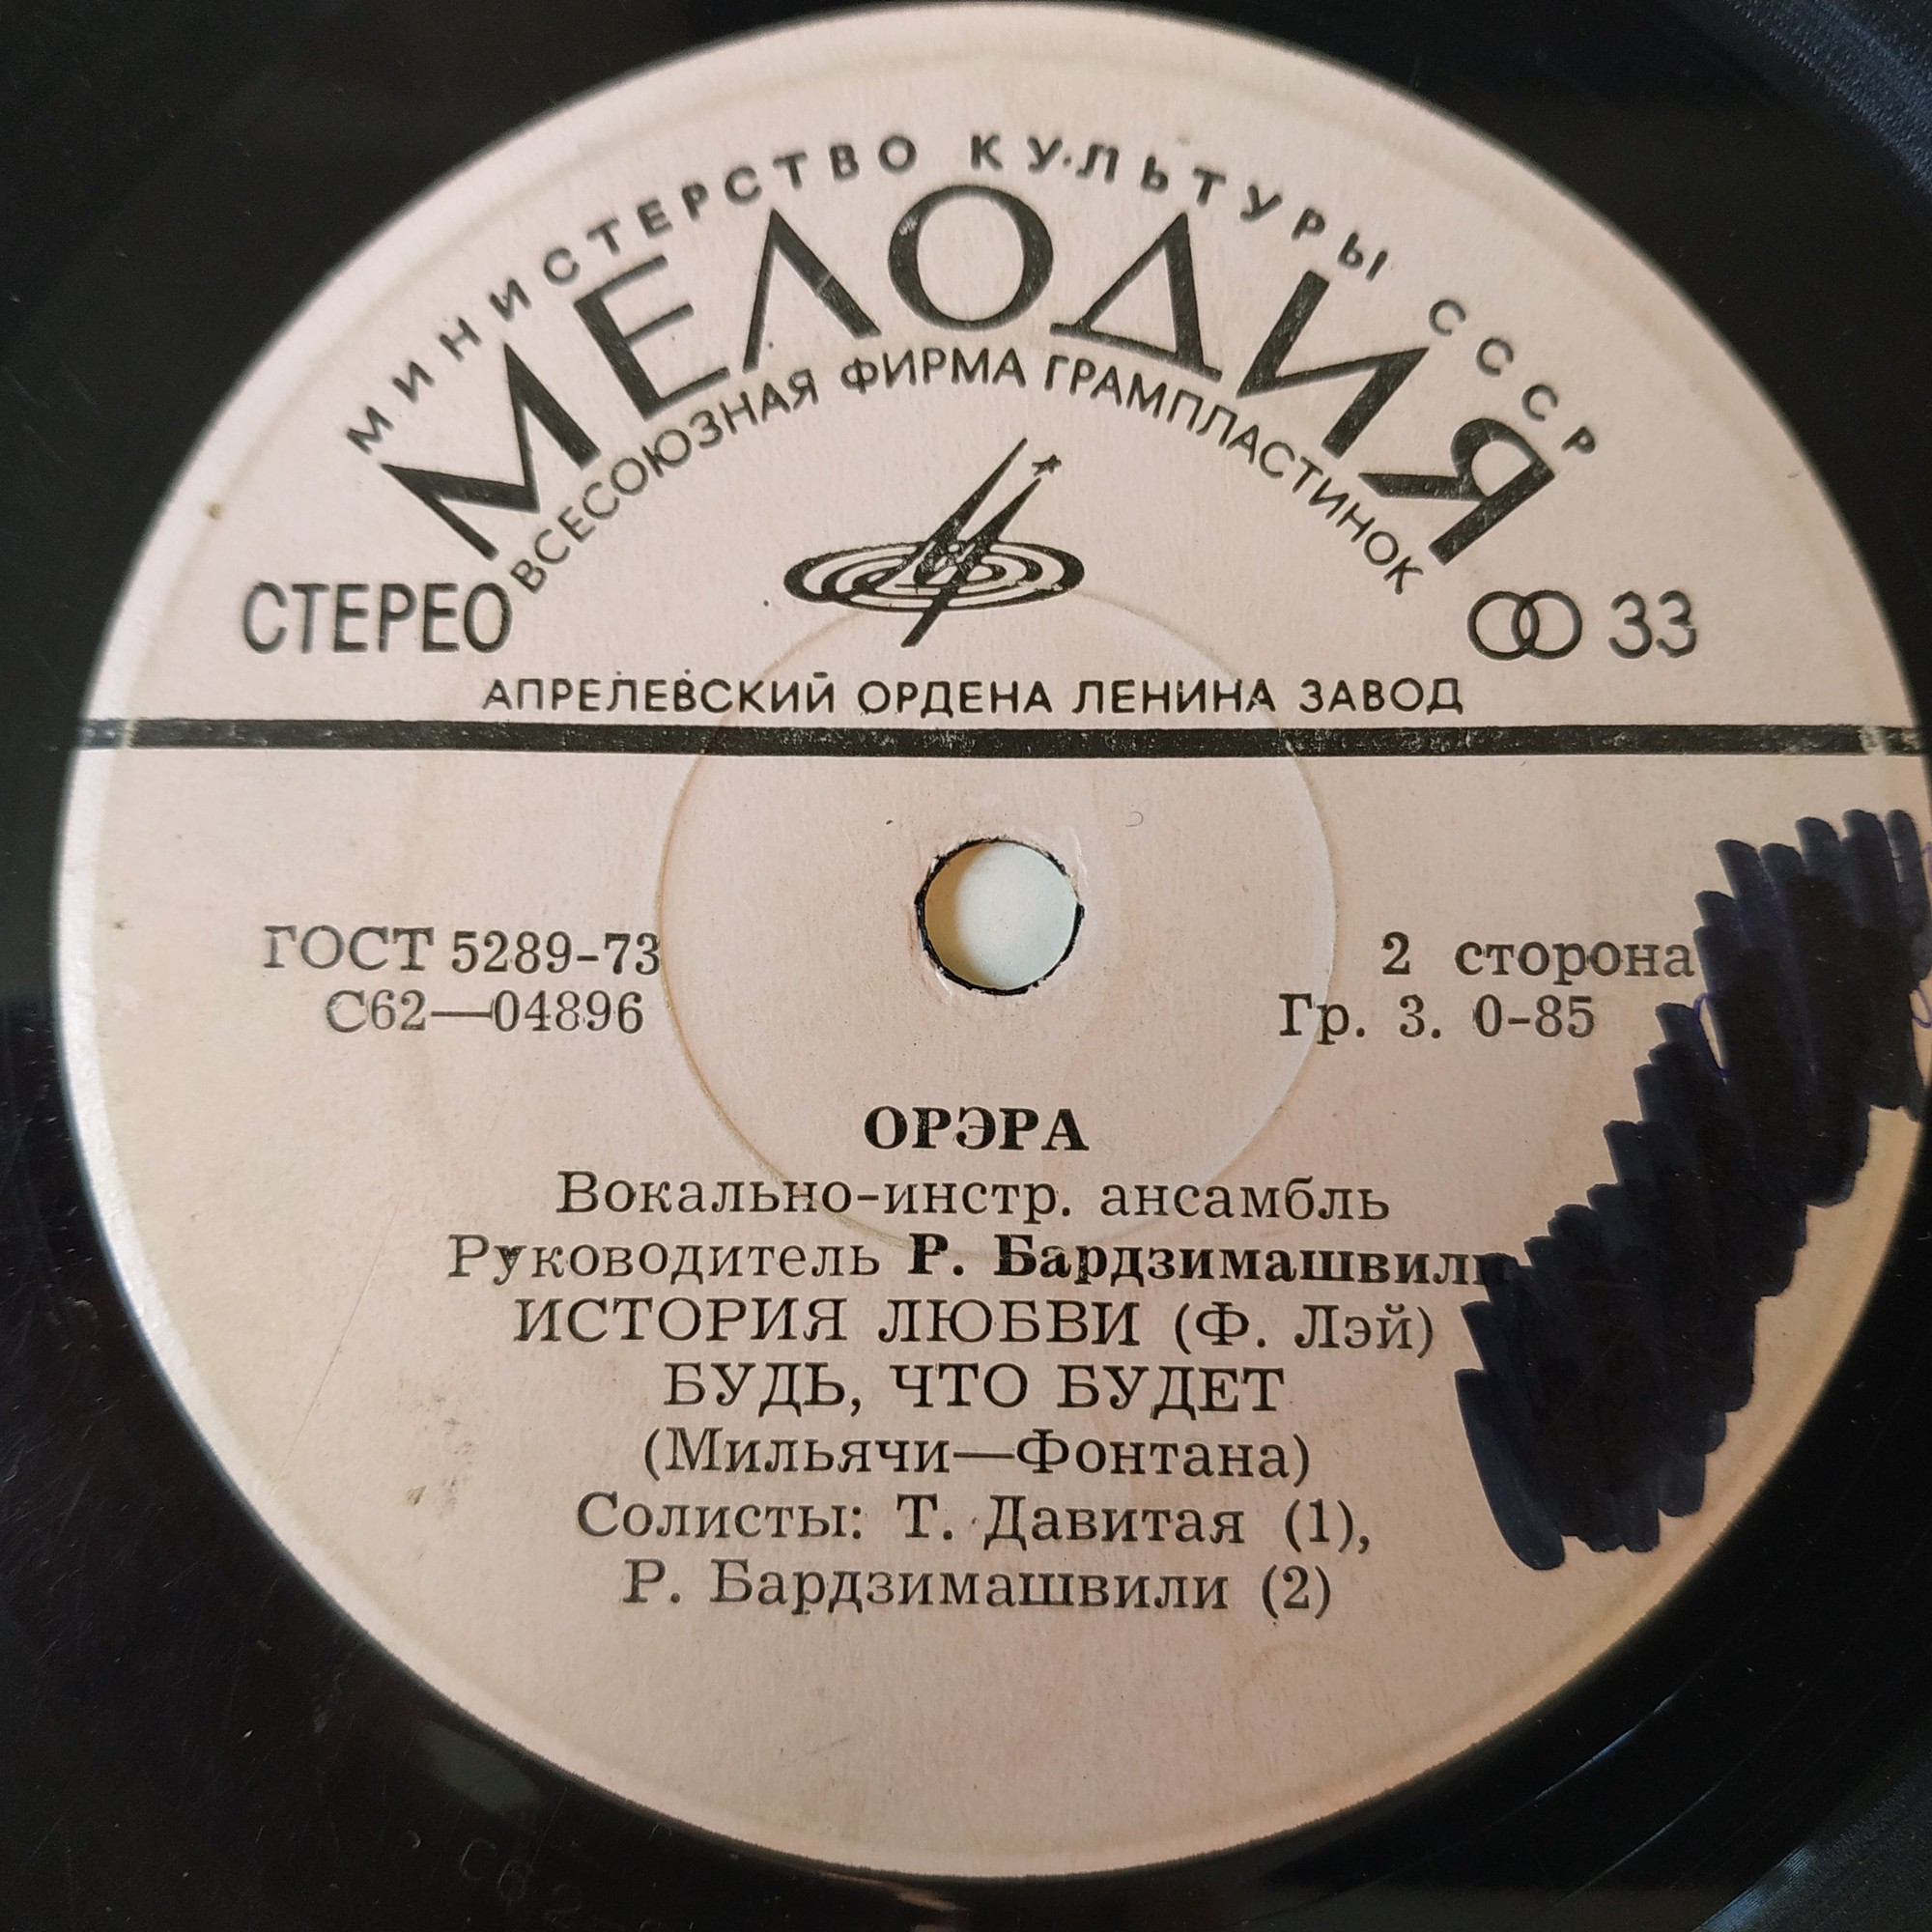 МИНИСТЕРСТВО КУЛЬТУРЫ СССР
МЕЛОДИЯ
ВСЕСОЮЗНАЯ ФИРМА ГРАМПЛАСТИНОК
СТЕРЕО 33
АПРЕЛЕВСКИЙ ОРДЕНА ЛЕНИНА ЗАВОД
ГОСТ 5289-73 2 сторона
С62—04896 Гр. 3. 0-85
ОРЭРА
Вокально-инстр. ансамбль
Руководитель Р. Бардзимашвили
ИСТОРИЯ ЛЮБВИ (Ф. Лэй)
БУДЬ, ЧТО БУДЕТ
(Мильячи—Фонтана)
Солисты: Т. Давитая (1),
Р. Бардзимашвили (2)